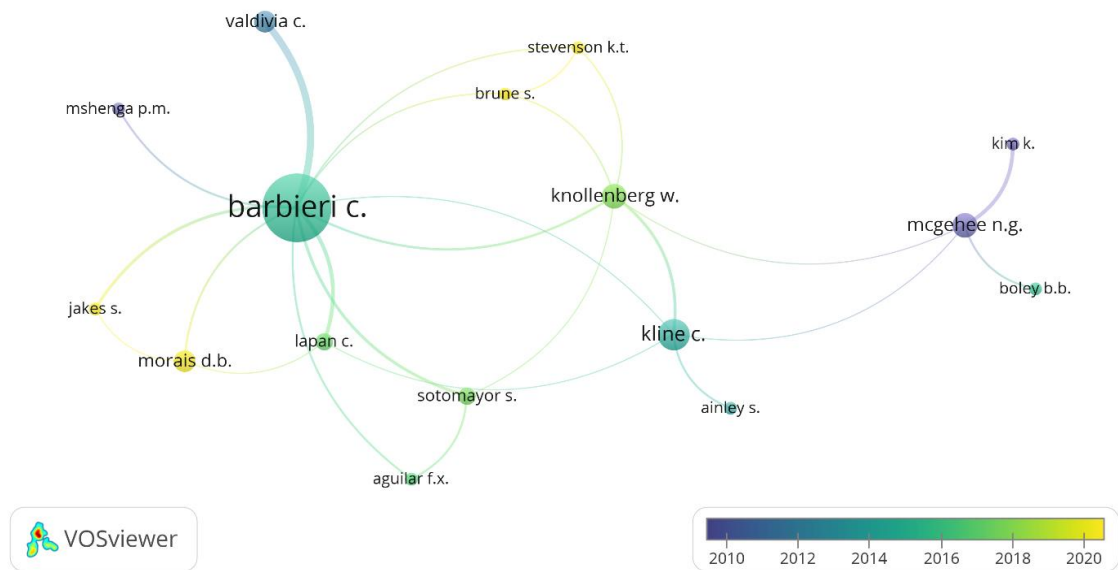 valdivia c.
stevenson k.t.
brune s.
mshenga p.m.
kim k.
barbieri c.
knollenberg w.
mcgehee n.g.
boley b.b.
jakes s.
lapan c.
kline c.
morais d.b.
sotomayor s.
ainley s.
aguilar f.x.
VOSviewer
2010 2012 2014 2016 2018 2020